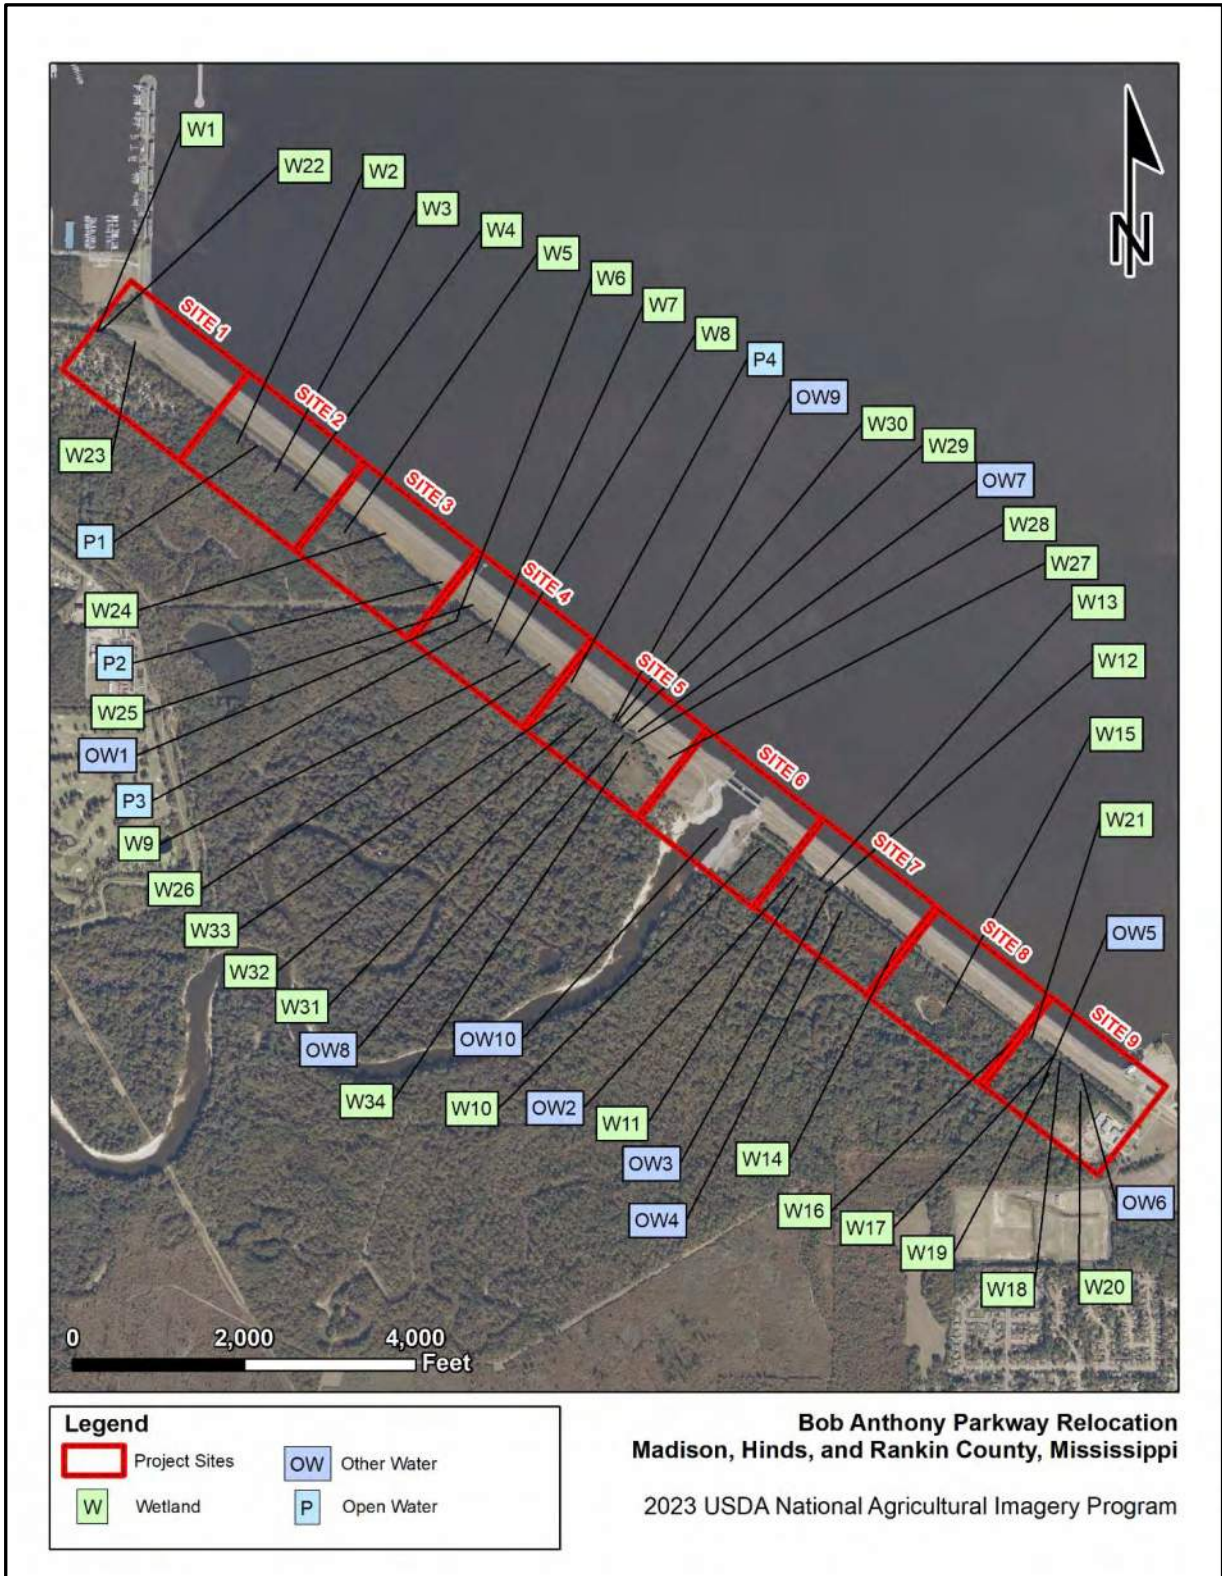 W1
W22
W2
W3
W4
W5
W6
W7
W8
P4
OW9
W30
W29
OW7
W28
W27
W13
W12
W15
W21
OW5
N
SITE 1
SITE 2
SITE 3
SITE 4
SITE 5
SITE 6
SITE 7
SITE 8
SITE 9
W23
P1
W24
P2
W25
OW1
P3
W9
W26
W33
W32
W31
OW8
OW10
W34
W10
OW2
W11
OW3
OW4
W14
W16
W17
W19
W18
W20
OW6
0 2,000 4,000
Feet
Legend
Project Sites
OW Other Water
W Wetland
P Open Water
Bob Anthony Parkway Relocation
Madison, Hinds, and Rankin County, Mississippi
2023 USDA National Agricultural Imagery Program